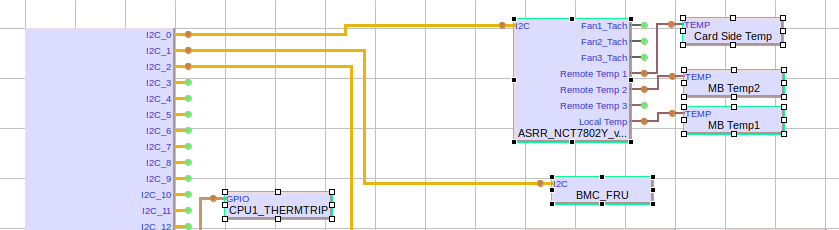 I2C_0
I2C_1
I2C_2
I2C_3
I2C_4
I2C_5
I2C_6
I2C_7
I2C_8
I2C_9
I2C_10
I2C_11
I2C_12
GPIO
CPU1_THERMTRIP
I2C
Fan1_Tach
Fan2_Tach
Fan3_Tach
Remote Temp 1
Remote Temp 2
Remote Temp 3
Local Temp
ASRR_NCT7802Y_v...
I2C
BMC_FRU
TEMP
Card Side Temp
TEMP
MB Temp2
TEMP
MB Temp1